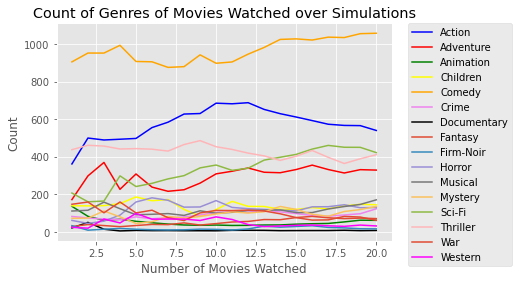 Count of Genres of Movies Watched over Simulations
Count
1000
800
600
400
200
0
2.5 5.0 7.5 10.0 12.5 15.0 17.5 20.0
Number of Movies Watched
Action
Adventure
Animation
Children
Comedy
Crime
Documentary
Fantasy
Firm-Noir
Horror
Musical
Mystery
Sci-Fi
Thriller
War
Western